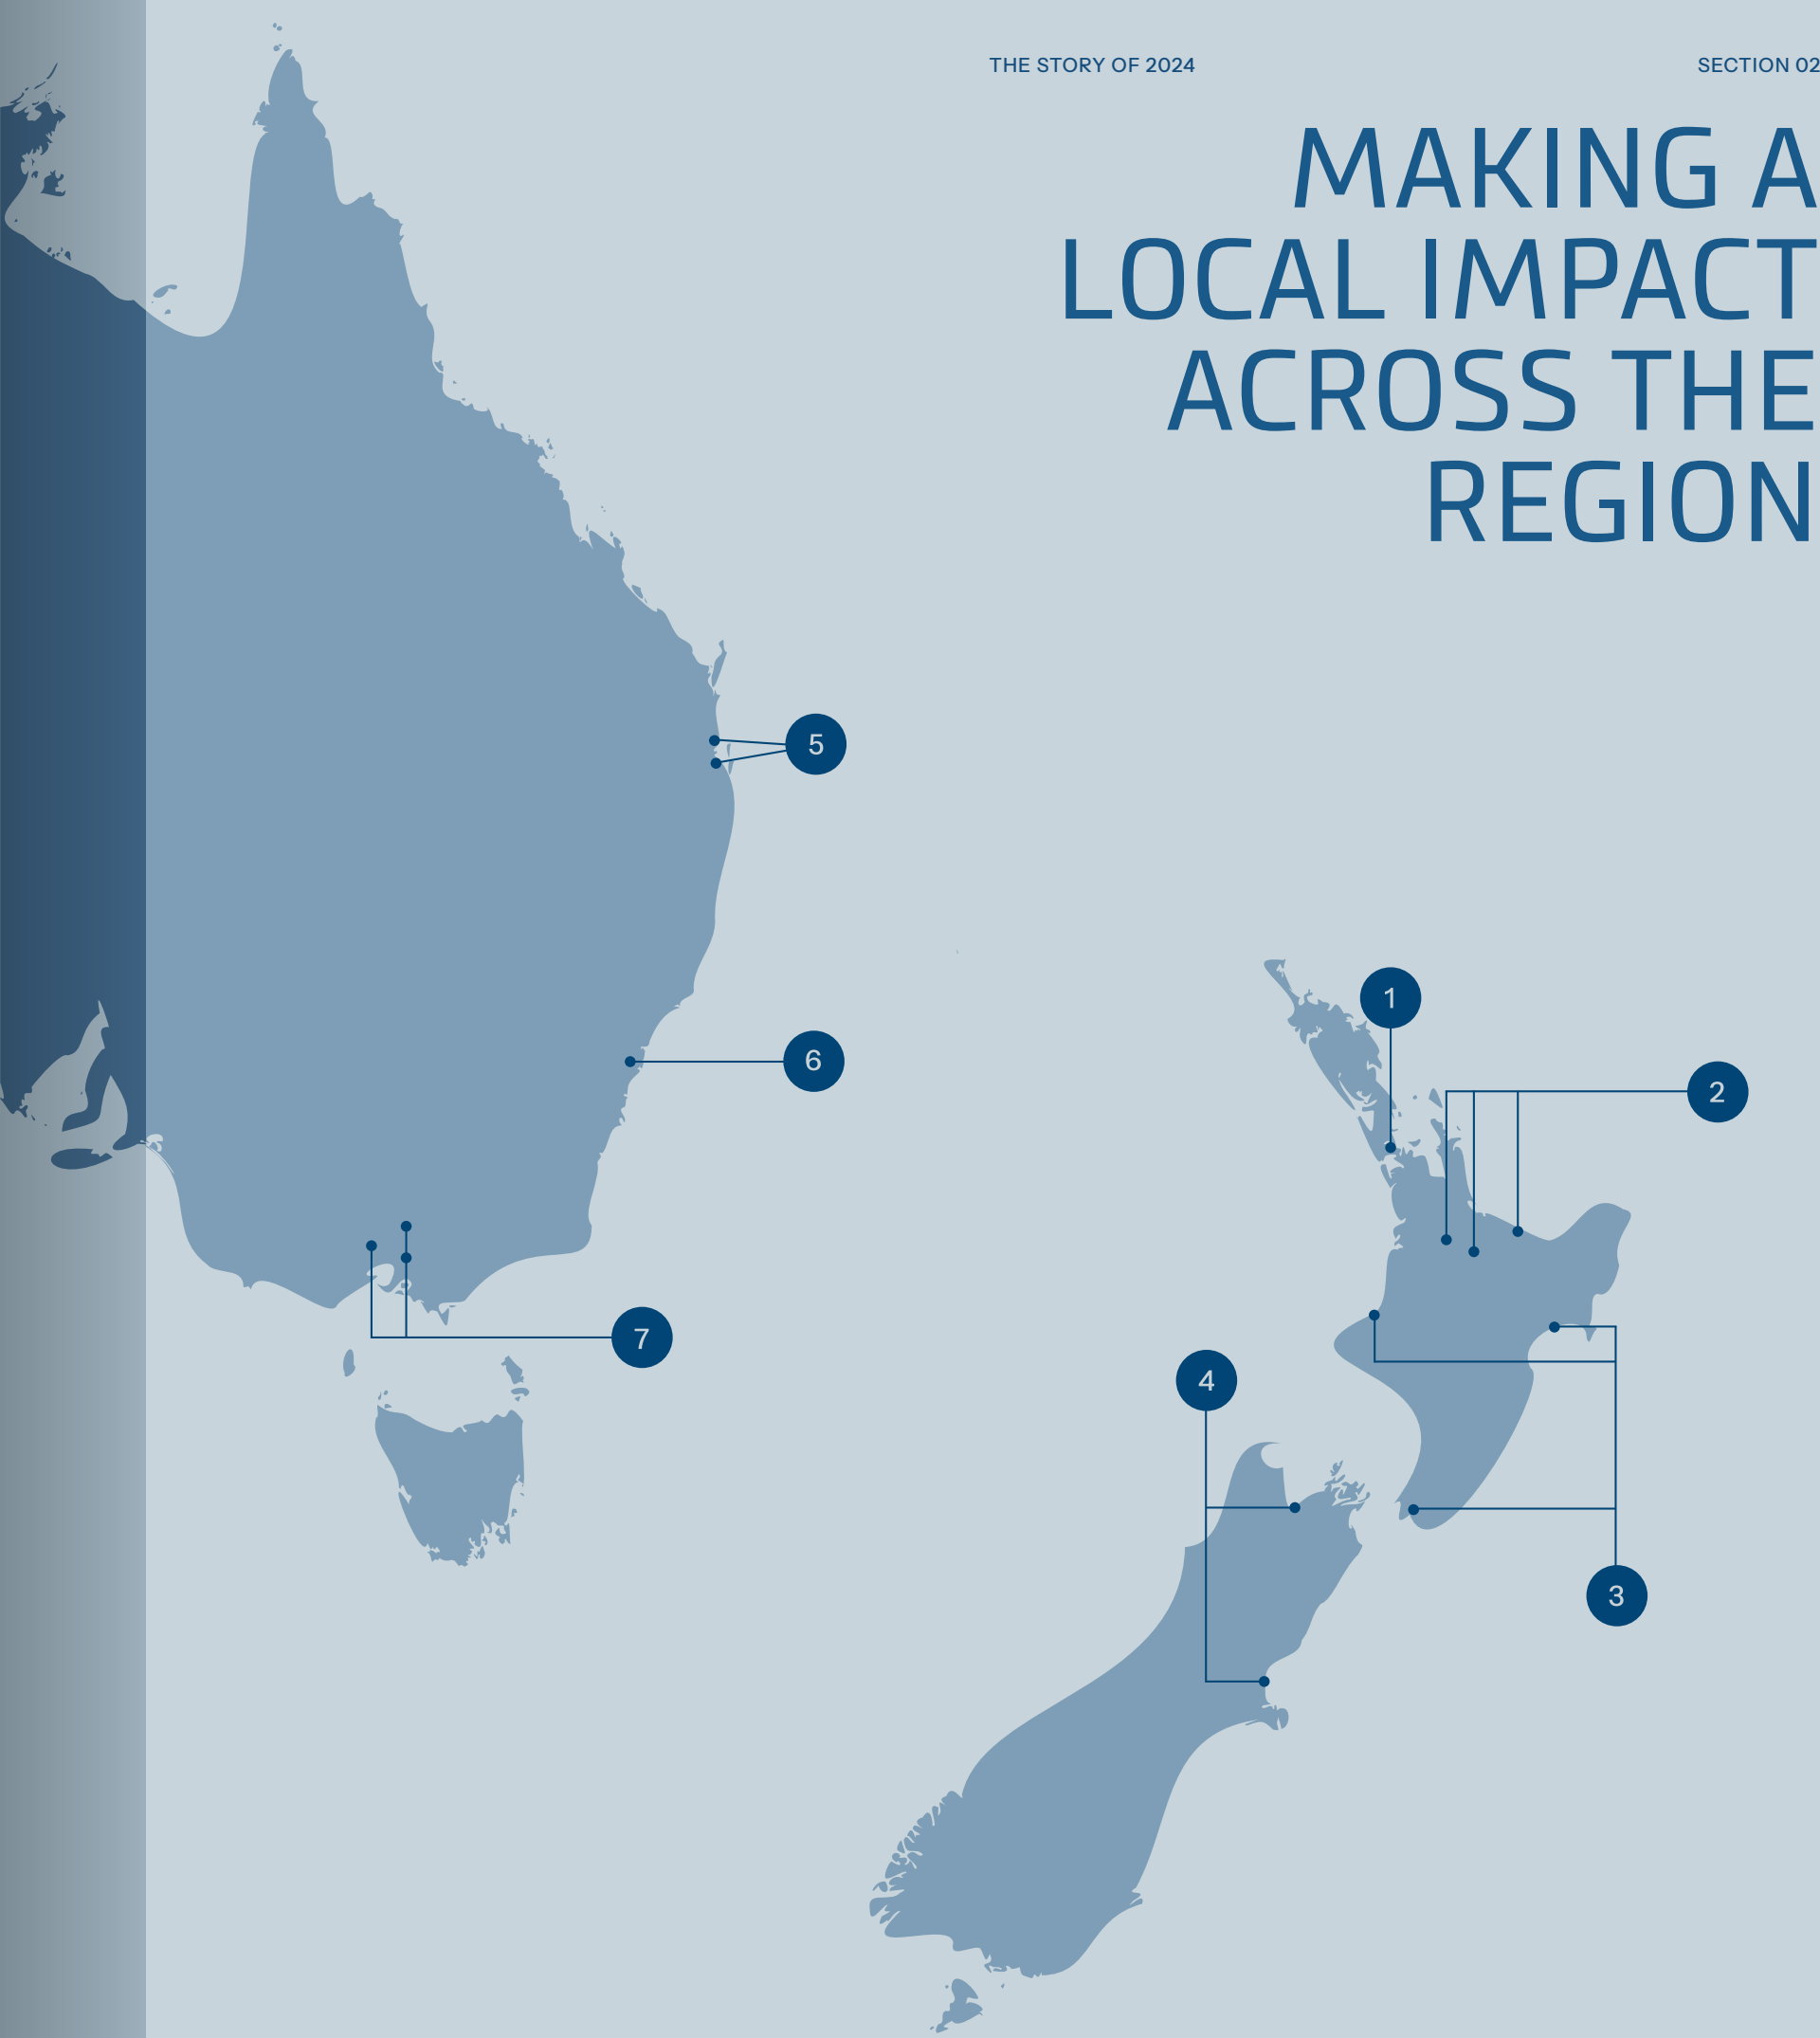 THE STORY OF 2024
SECTION 02
MAKING A
LOCAL IMPACT
ACROSS THE
REGION
5
1
6
2
7
4
3